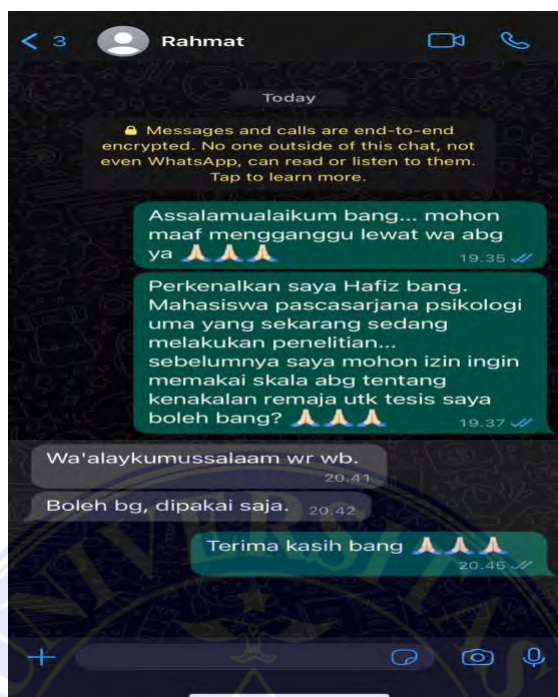 3
Rahmat
Today
Messages and calls are end-to-end
encrypted. No one outside of this chat, not
even WhatsApp, can read or listen to them.
Tap to learn more.
Assalamualaikum bang... mohon
maaf mengganggu lewat wa abg
ya 🙏🏻 🙏🏻 🙏🏻
19.35
Perkenalkan saya Hafiz bang.
Mahasiswa pascasarjana psikologi
uma yang sekarang sedang
melakukan penelitian...
sebelumnya saya mohon izin ingin
memakai skala abg tentang
kenakalan remaja utk tesis saya
boleh bang? 🙏🏻 🙏🏻 🙏🏻
19.37
Wa'alaykumussalaam wr wb.
20.41
Boleh bg, dipakai saja. 20.42
Terima kasih bang 🙏🏻 🙏🏻 🙏🏻
20.45